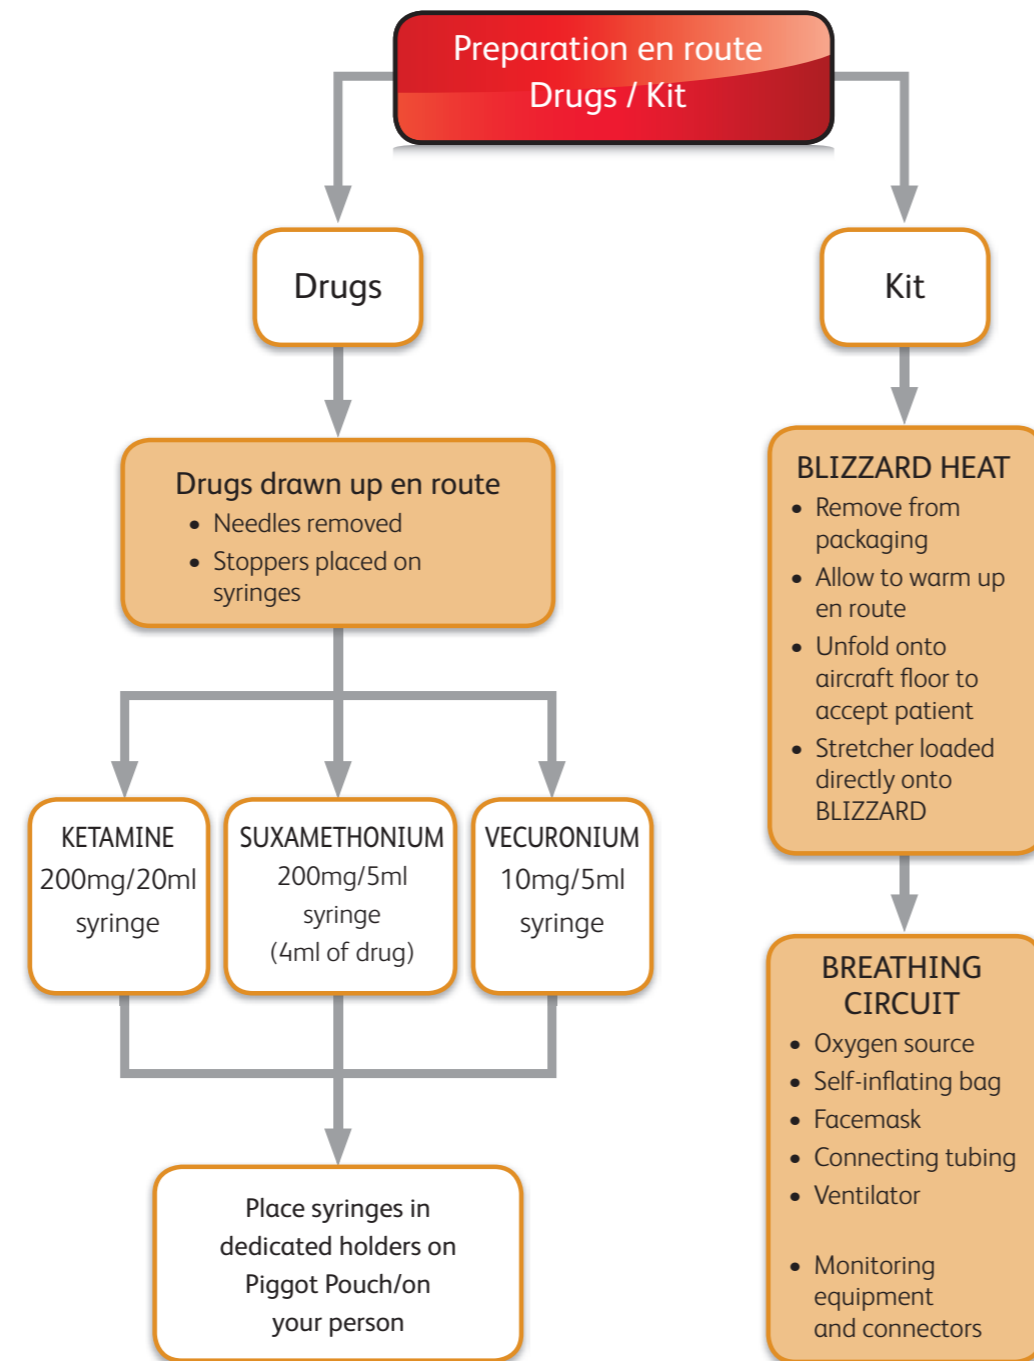 Preparation en route
Drugs / Kit
Drugs
Drugs drawn up en route
• Needles removed
• Stoppers placed on
syringes
KETAMINE
200mg/20ml
syringe
SUXAMETHONIUM
200mg/5ml
syringe
(4ml of drug)
VECURONIUM
10mg/5ml
syringe
Place syringes in
dedicated holders on
Piggot Pouch/on
your person
Kit
BLIZZARD HEAT
• Remove from
packaging
• Allow to warm up
en route
• Unfold onto
aircraft floor to
accept patient
• Stretcher loaded
directly onto
BLIZZARD
BREATHING
CIRCUIT
• Oxygen source
• Self-inflating bag
• Facemask
• Connecting tubing
• Ventilator
• Monitoring
equipment
and connectors